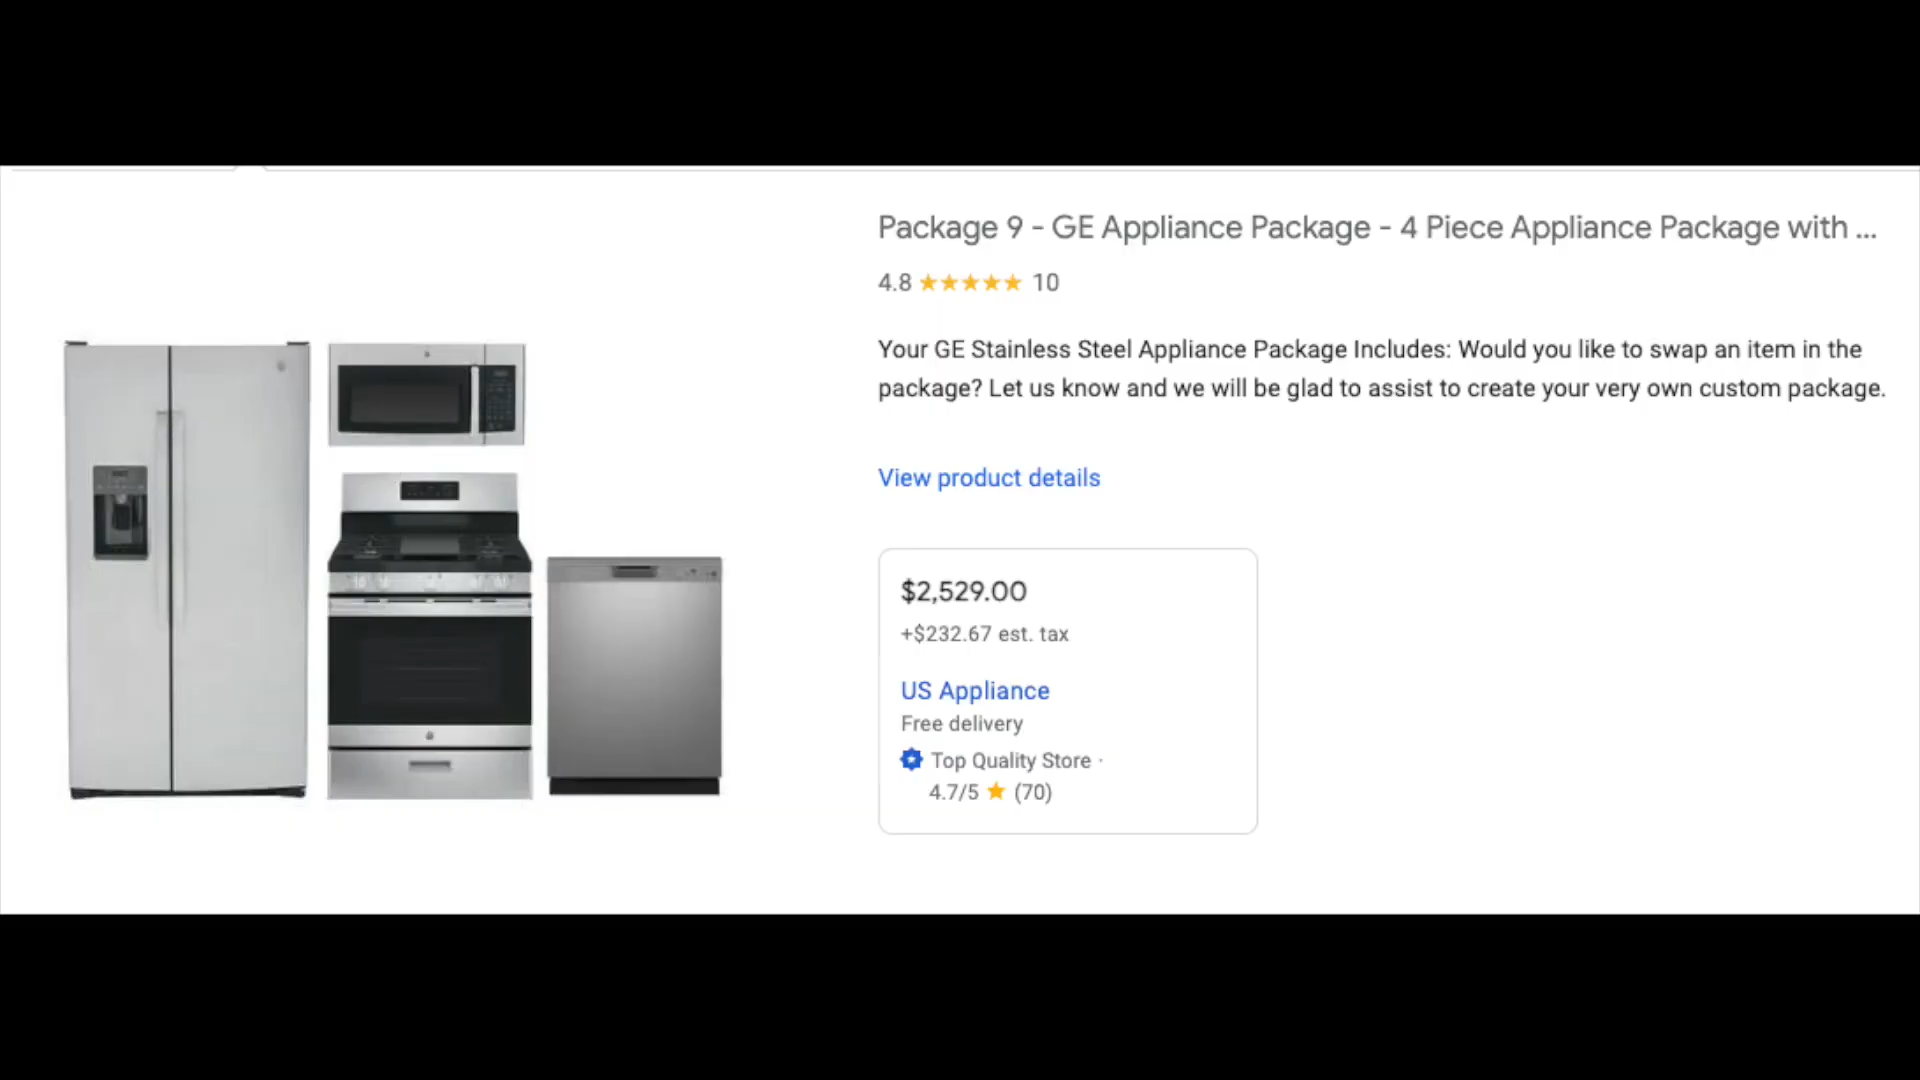 Package 9 - GE Appliance Package - 4 Piece Appliance Package with ...
4.8 ★★★★★ 10
Your GE Stainless Steel Appliance Package Includes: Would you like to swap an item in the
package? Let us know and we will be glad to assist to create your very own custom package.
View product details
$2,529.00
+$232.67 est. tax
US Appliance
Free delivery
Top Quality Store ·
4.7/5 ★ (70)